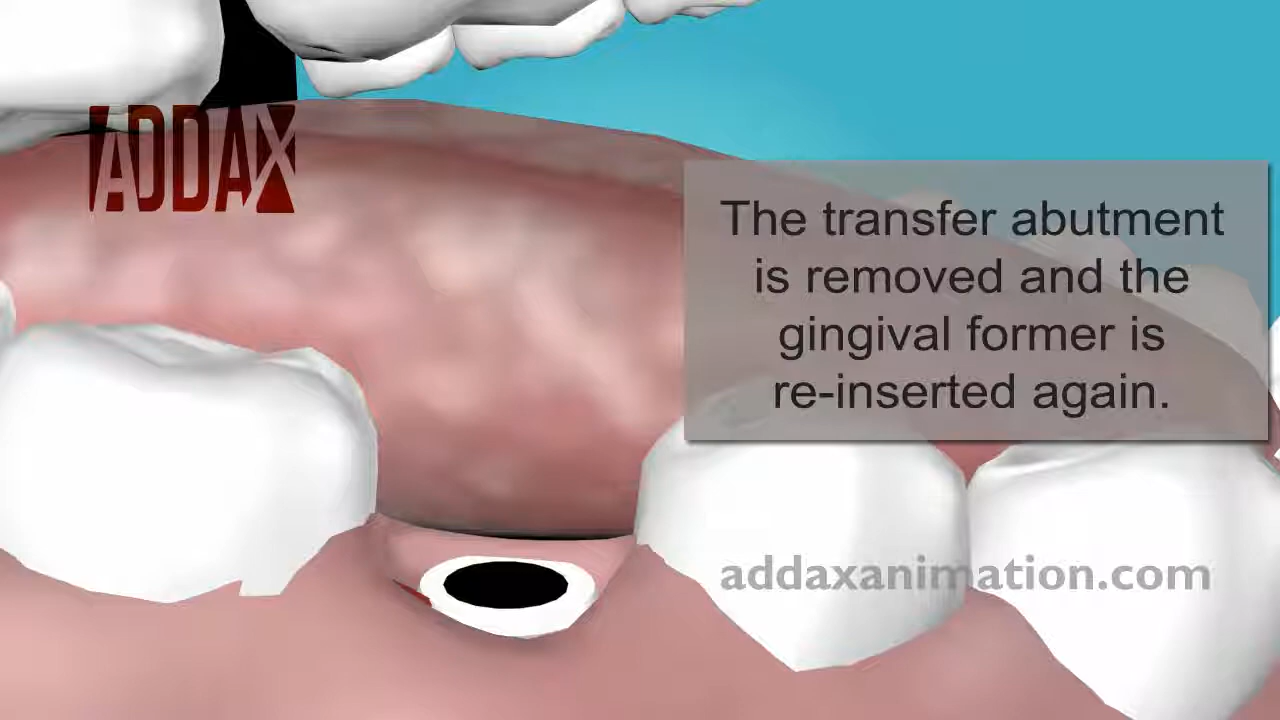 ADDAX
The transfer abutment
is removed and the
gingival former is
re-inserted again.
addaxanimation.com